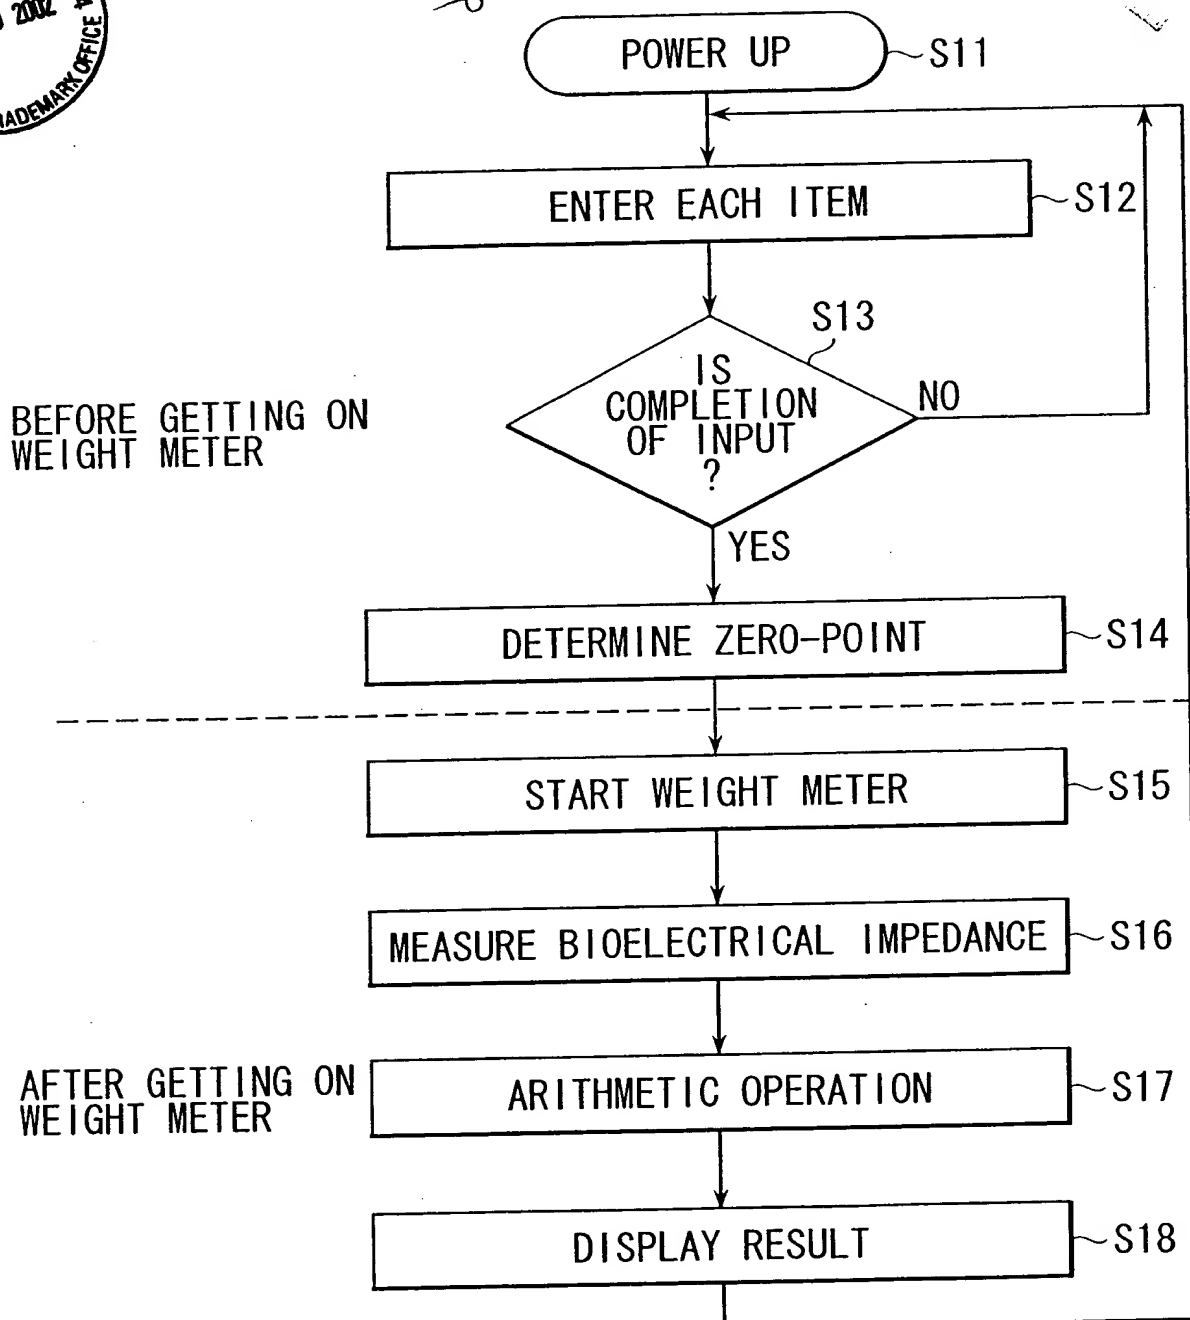 2002
TRADEMARK OFFICE
POWER UP
S11
ENTER EACH ITEM
S12
S13
IS
COMPLETION
OF INPUT
?
NO
BEFORE GETTING ON
WEIGHT METER
YES
DETERMINE ZERO-POINT
S14
START WEIGHT METER
S15
MEASURE BIOELECTRICAL IMPEDANCE
S16
AFTER GETTING ON
WEIGHT METER
ARITHMETIC OPERATION
S17
DISPLAY RESULT
S18